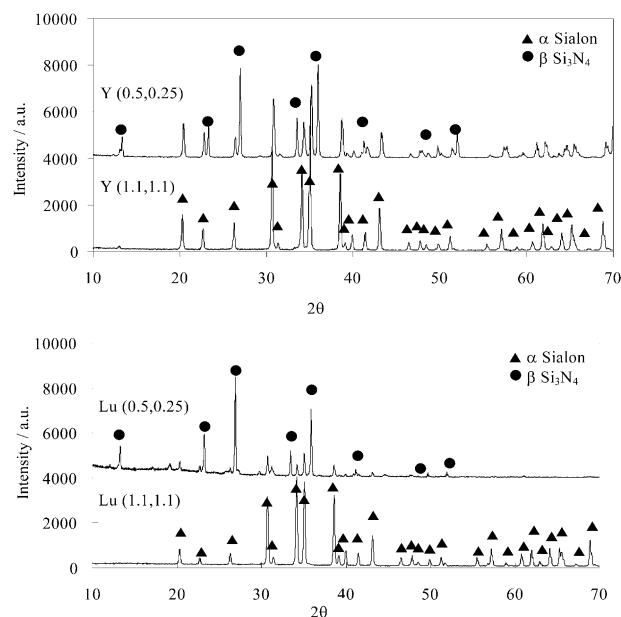 10000
8000
6000
4000
2000
0
Intensity / a.u.
α Sialon
β Si3N4
Y (0.5,0.25)
Y (1.1,1.1)
10 20 30 40 50 60 70
2θ
10000
8000
6000
4000
2000
0
Intensity / a.u.
α Sialon
β Si3N4
Lu (0.5,0.25)
Lu (1.1,1.1)
10 20 30 40 50 60 70
2θ